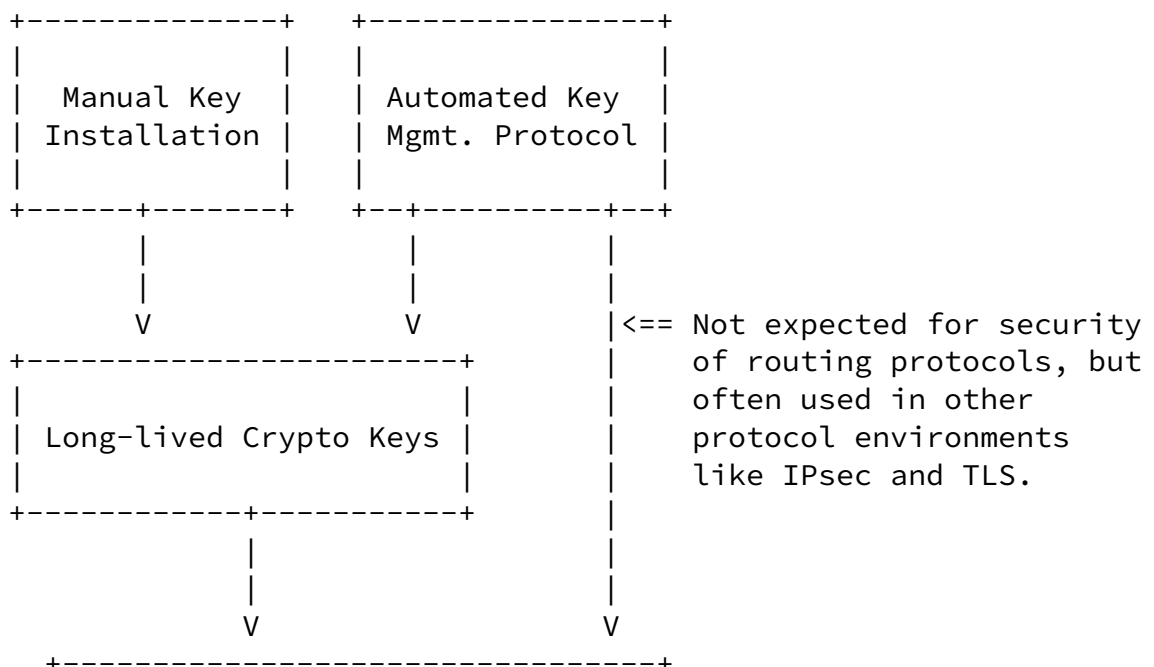 +--------------+   +----------------+
|              |   |                |
|  Manual Key  |   | Automated Key  |
| Installation |   | Mgmt. Protocol |
|              |   |                |
+------+-------+   +--+----------+--+
       |              |          |
       |              |          |
       V              V          |<== Not expected for security
+------------------------+       |    of routing protocols, but
|                        |       |    often used in other
| Long-lived Crypto Keys |       |    protocol environments
|                        |       |    like IPsec and TLS.
+------------+-----------+       |
             |                   |
             |                   |
             V                   V
  +---------------------------------+